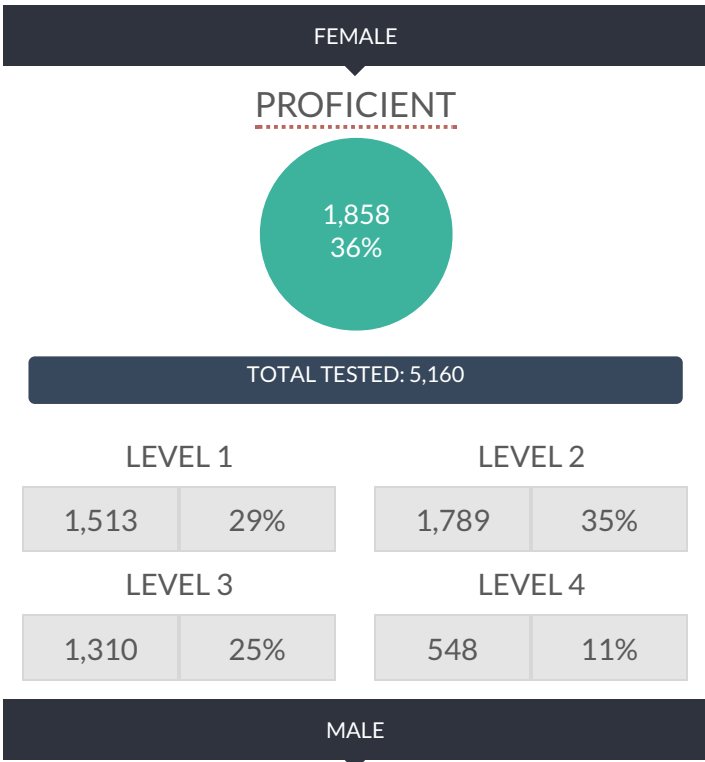 FEMALE
PROFICIENT
1,858
36%
TOTAL TESTED: 5,160
LEVEL 1 LEVEL 2
1,513 29% 1,789 35%
LEVEL 3 LEVEL 4
1,310 25% 548 11%
MALE